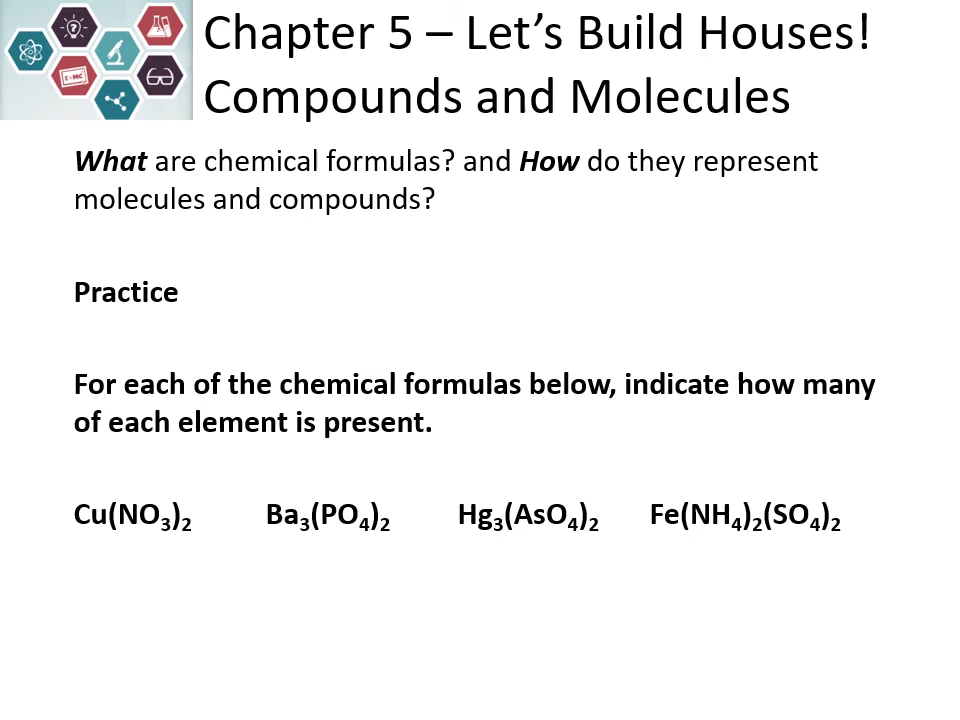 Chapter 5 – Let’s Build Houses!
Compounds and Molecules
What are chemical formulas? and How do they represent
molecules and compounds?
Practice
For each of the chemical formulas below, indicate how many
of each element is present.
Cu(NO₃)₂ Ba₃(PO₄)₂ Hg₃(AsO₄)₂ Fe(NH₄)₂(SO₄)₂